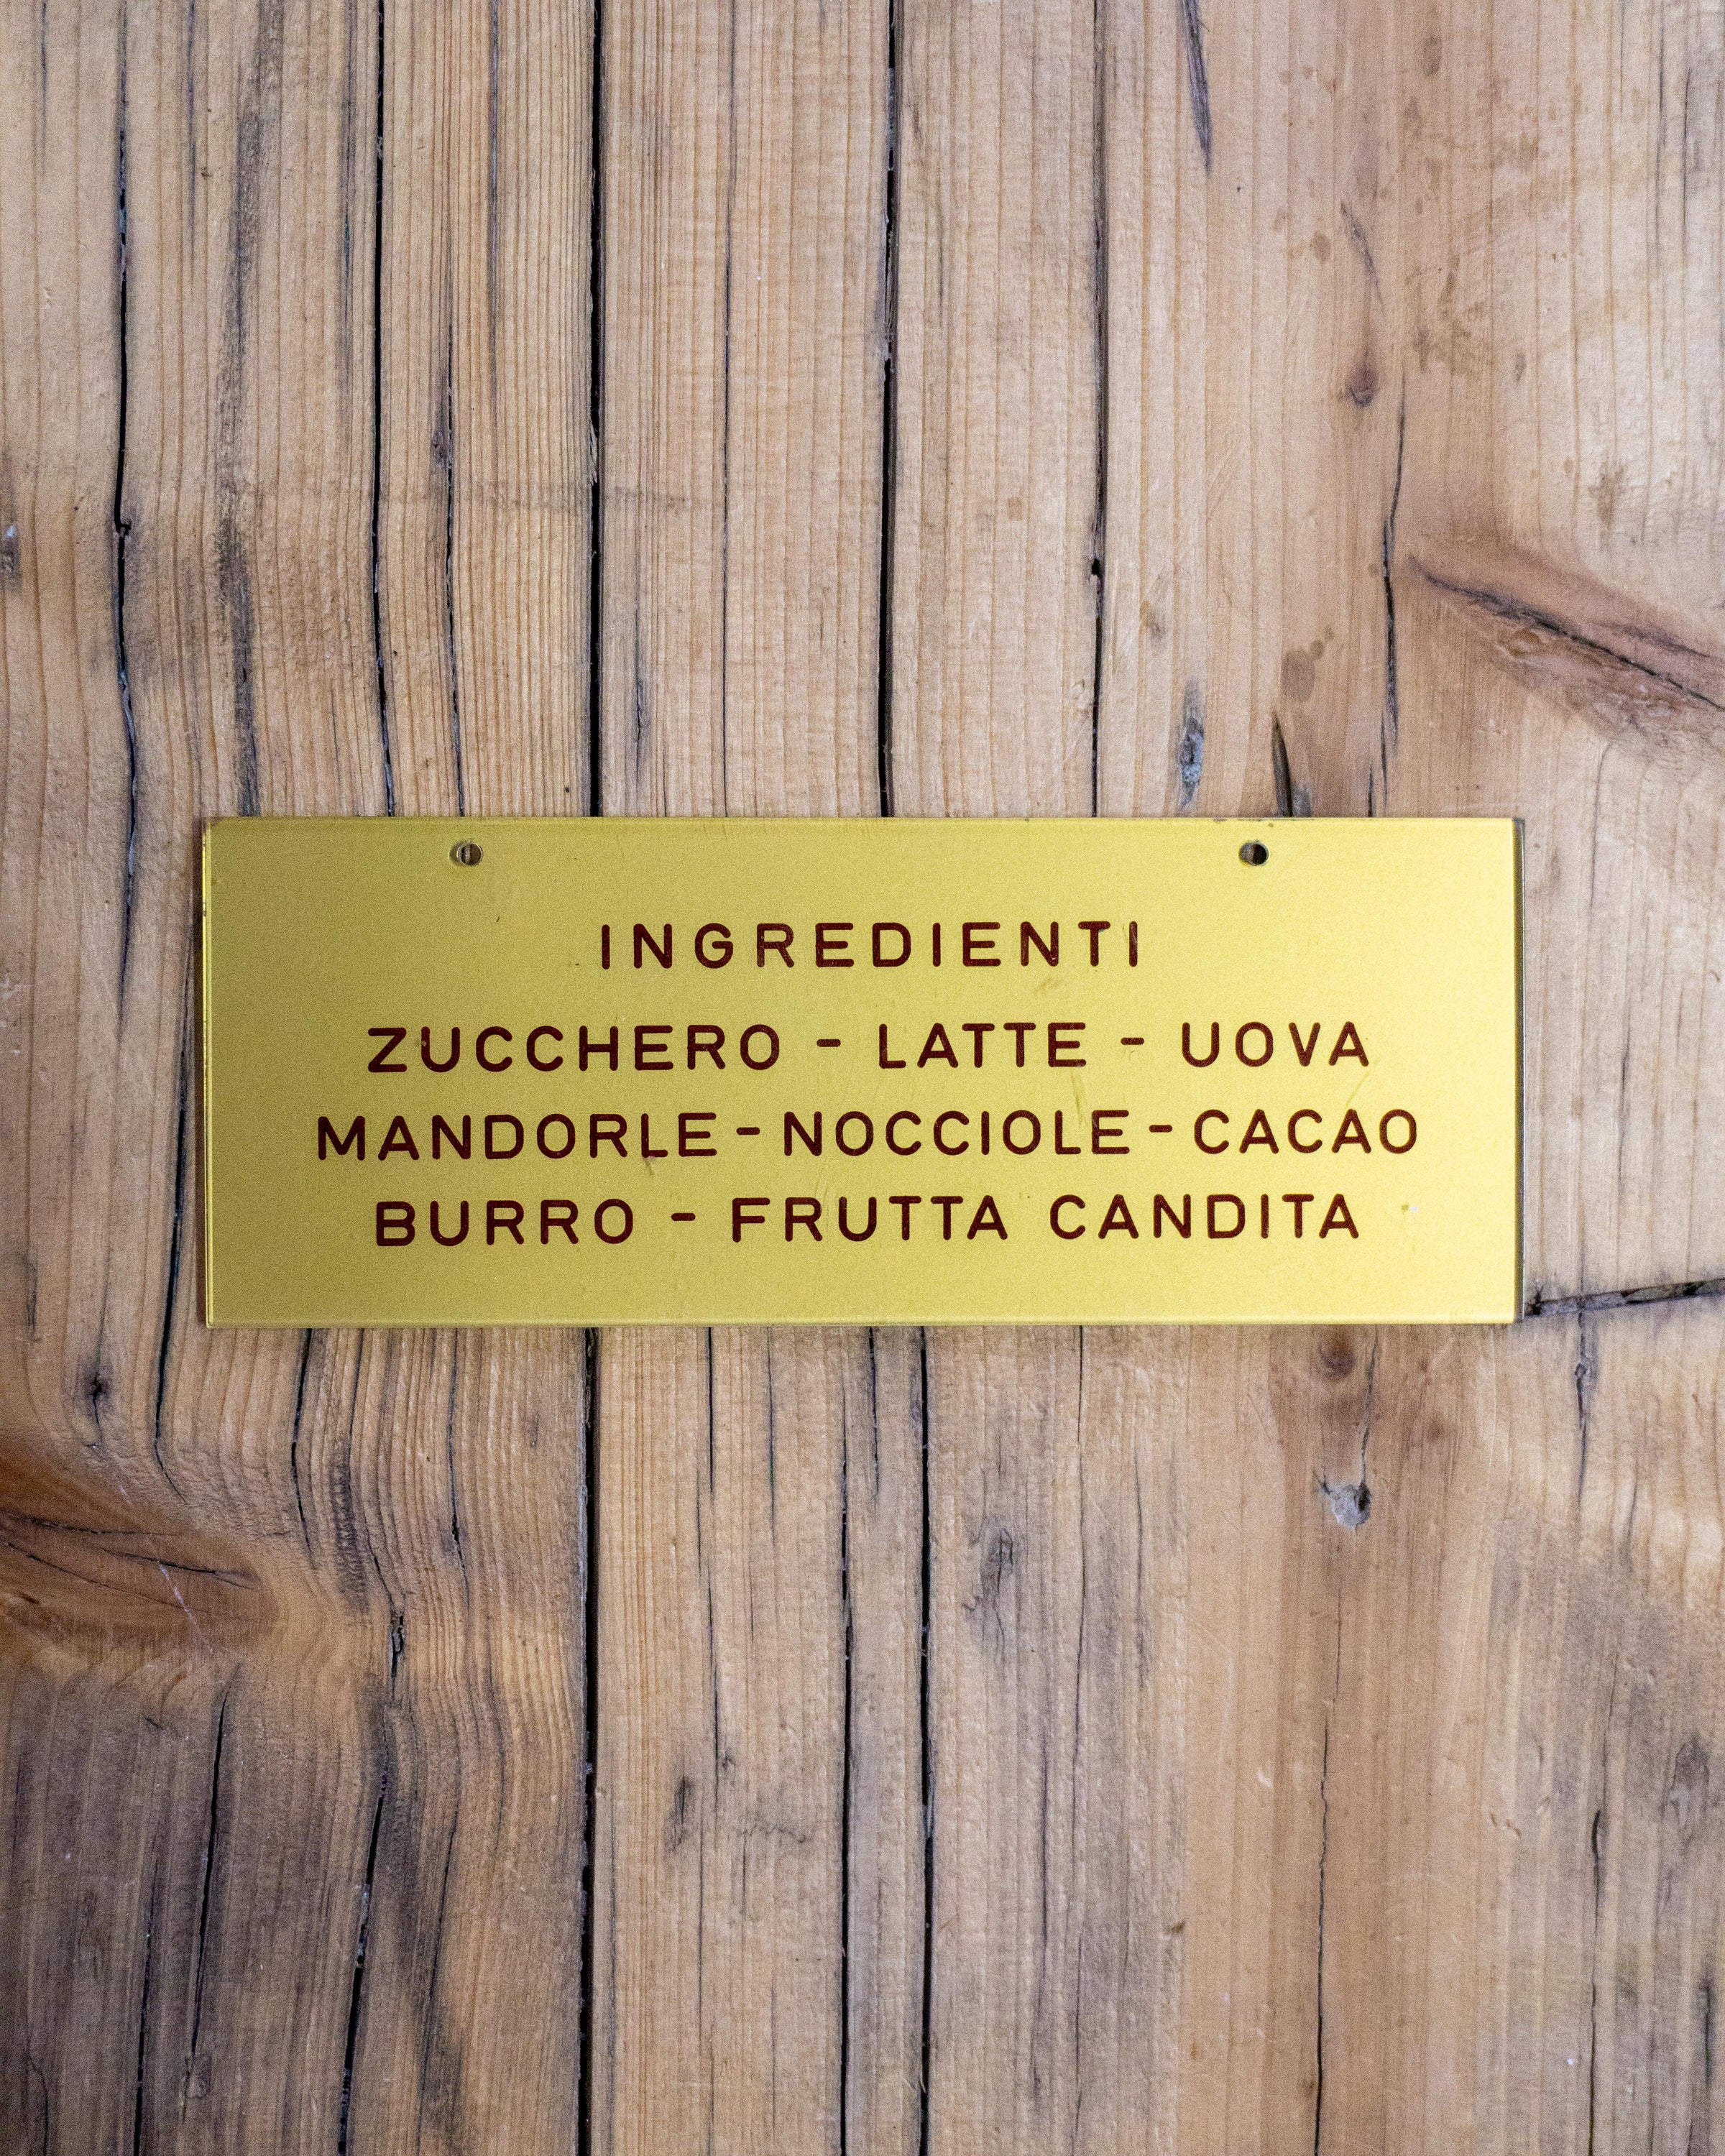 INGREDIENTI
ZUCCHERO - LATTE - UOVA
MANDORLE - NOCCIOLE - CACAO
BURRO - FRUTTA CANDITA